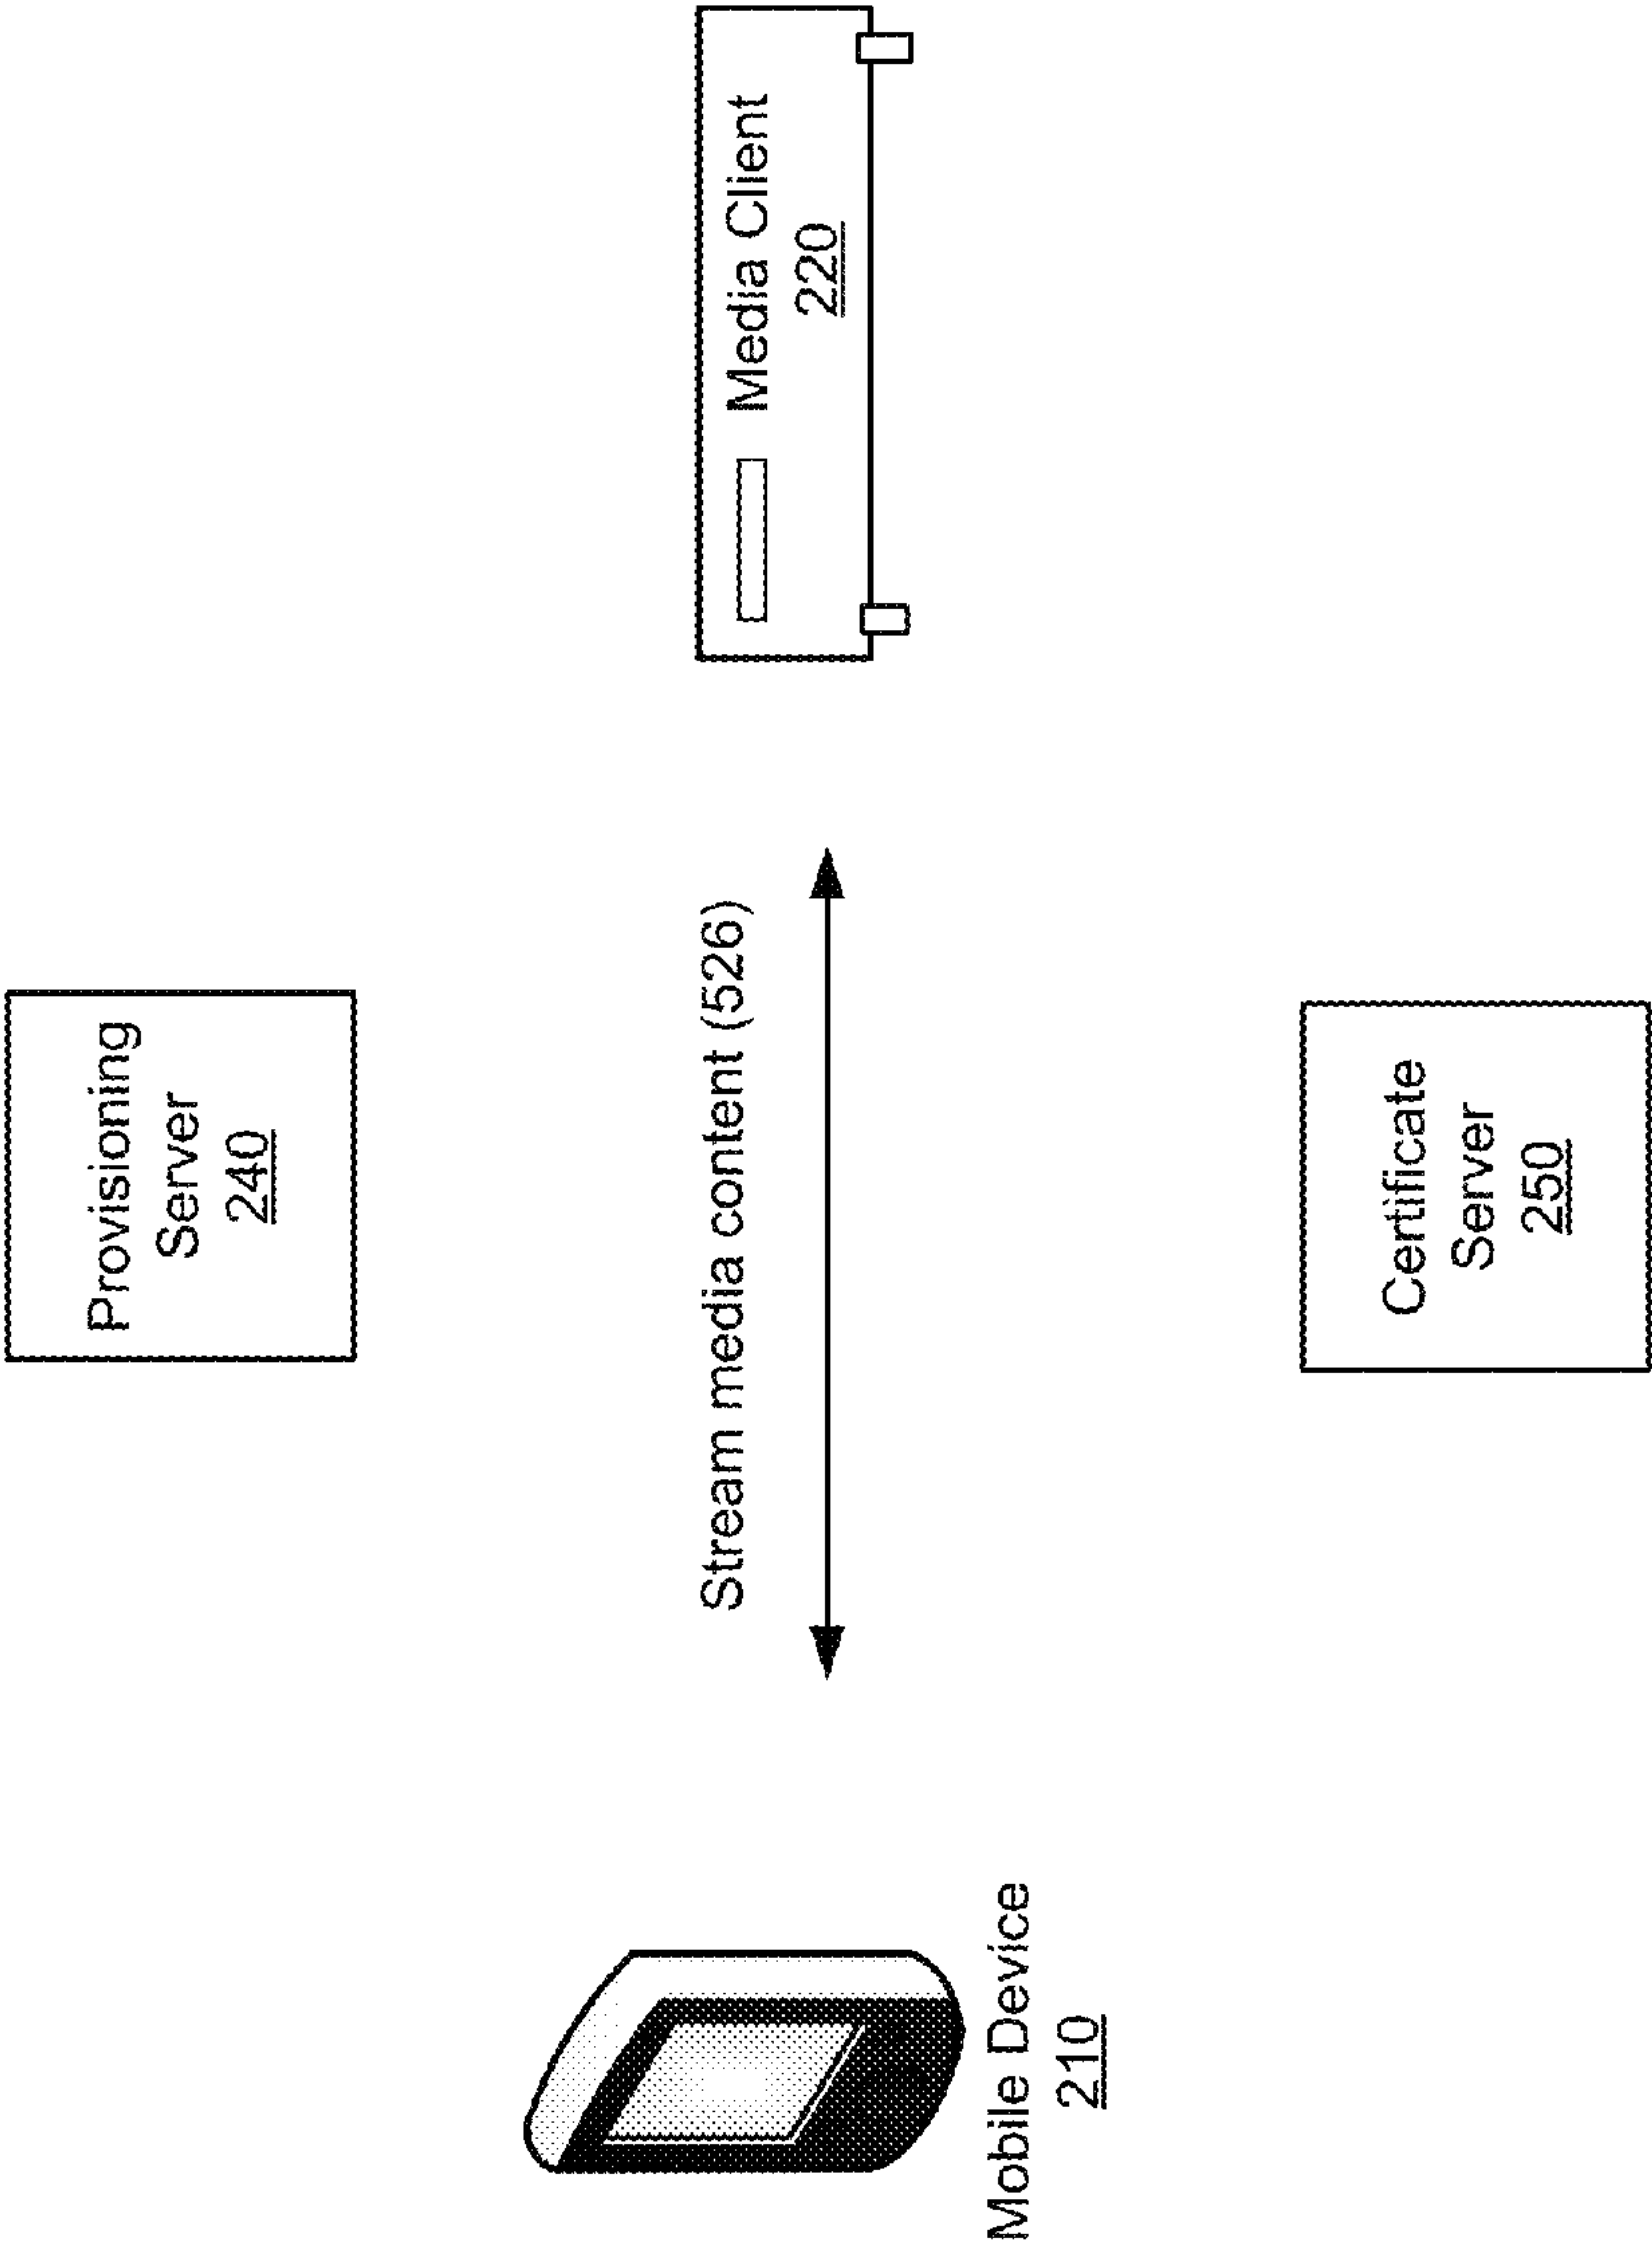 Provisioning
Server
240
Stream media content (526)
Mobile Device
210
Media Client
220
Certificate
Server
250